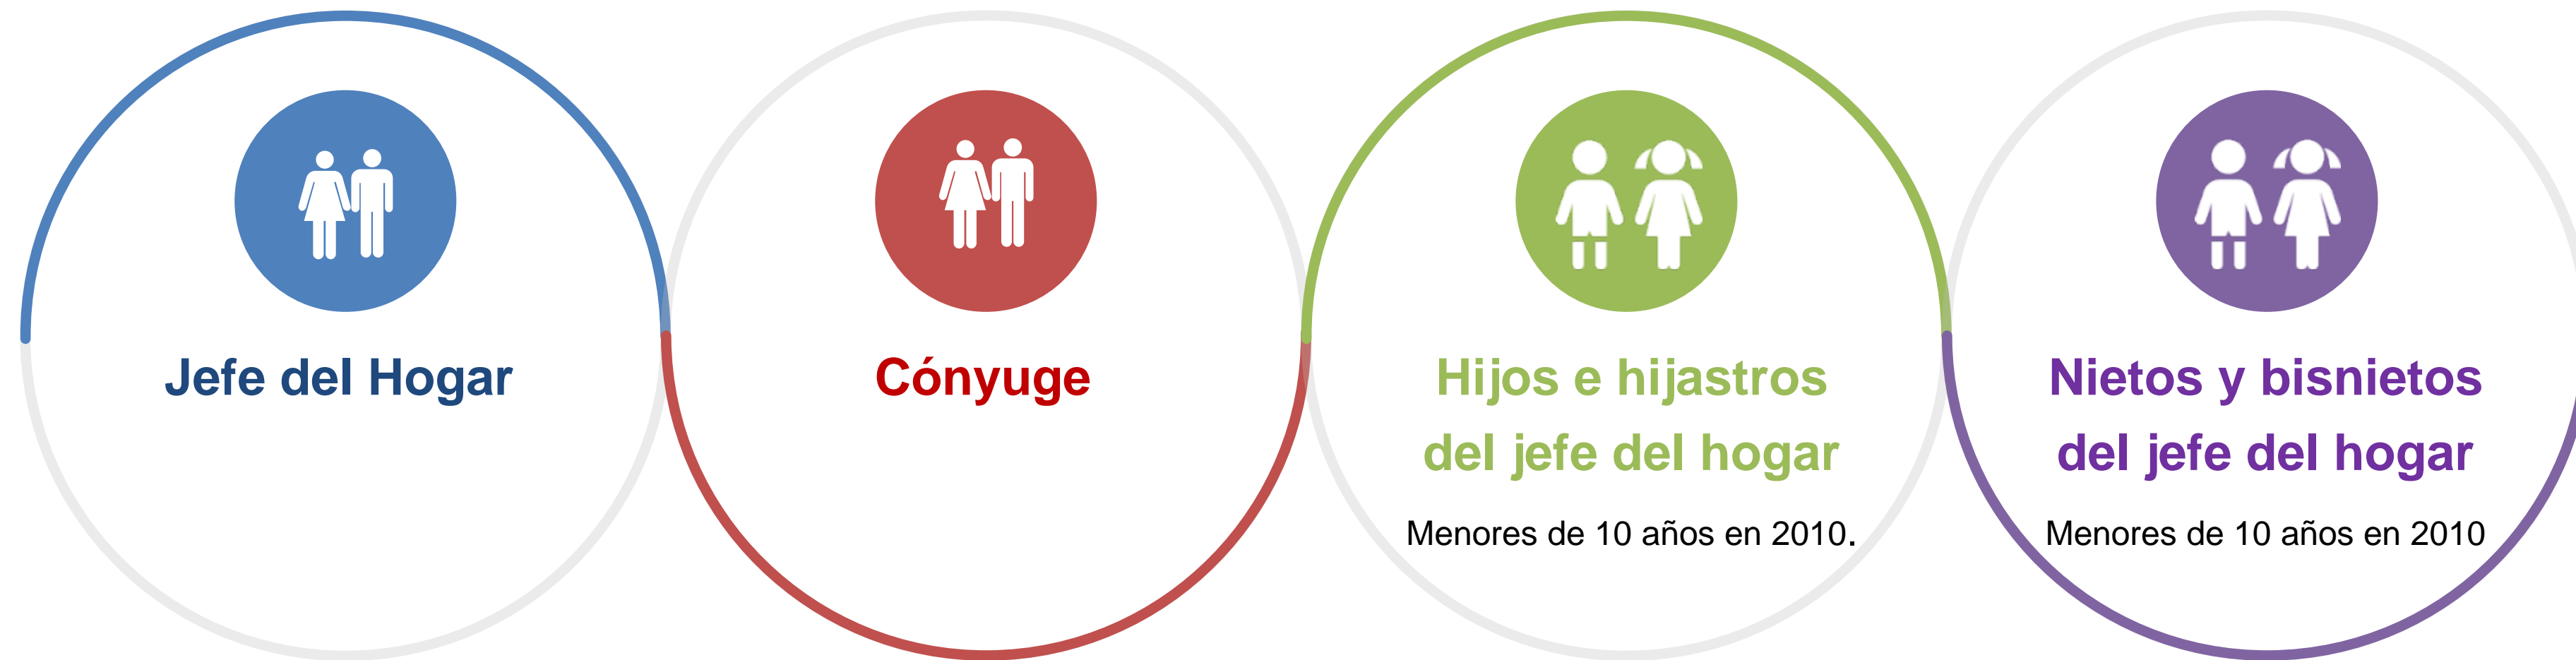 Jefe del Hogar
Cónyuge
Hijos e hijastros
del jefe del hogar
Menores de 10 años en 2010.
Nietos y bisnietos
del jefe del hogar
Menores de 10 años en 2010